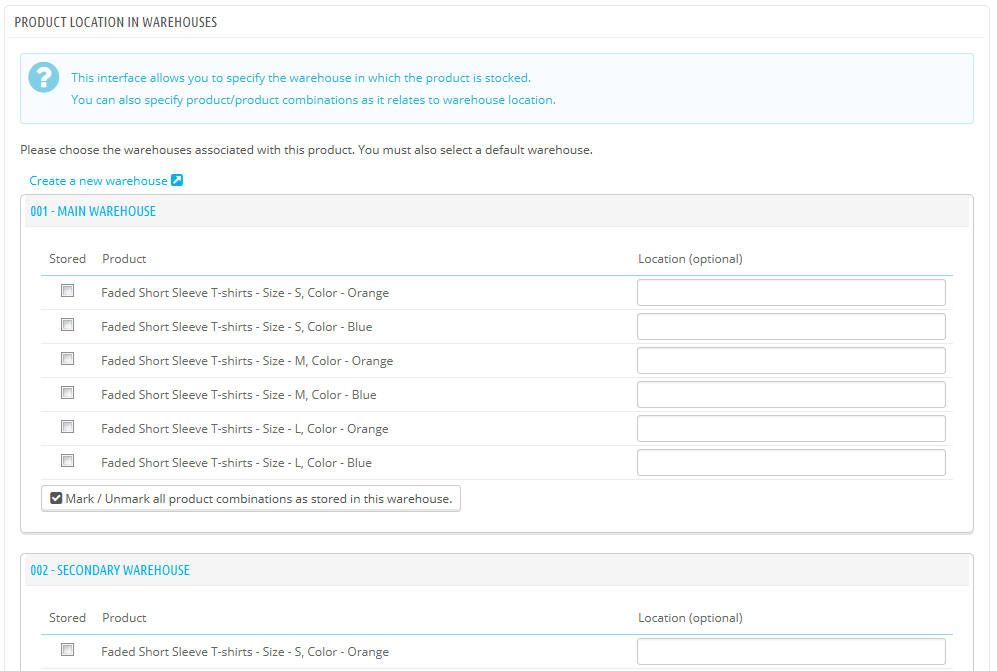 PRODUCT LOCATION IN WAREHOUSES
?
This interface allows you to specify the warehouse in which the product is stocked.
You can also specify product/product combinations as it relates to warehouse location.
Please choose the warehouses associated with this product. You must also select a default warehouse.
Create a new warehouse
001 - MAIN WAREHOUSE
Stored Product Location (optional)
Faded Short Sleeve T-shirts - Size - S, Color - Orange
Faded Short Sleeve T-shirts - Size - S, Color - Blue
Faded Short Sleeve T-shirts - Size - M, Color - Orange
Faded Short Sleeve T-shirts - Size - M, Color - Blue
Faded Short Sleeve T-shirts - Size - L, Color - Orange
Faded Short Sleeve T-shirts - Size - L, Color - Blue
Mark / Unmark all product combinations as stored in this warehouse.
002 - SECONDARY WAREHOUSE
Stored Product Location (optional)
Faded Short Sleeve T-shirts - Size - S, Color - Orange